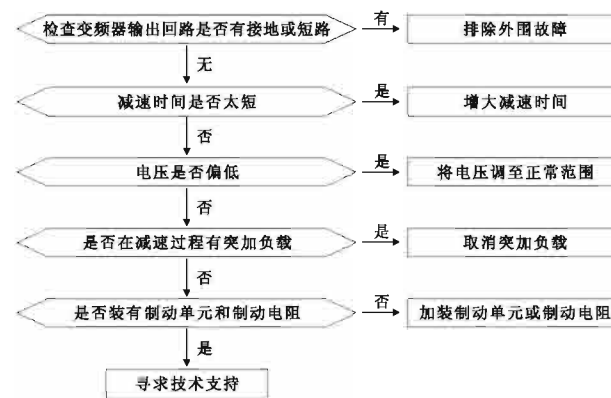 检查变频器输出回路是否有接地或短路
有
排除外围故障
无
减速时间是否太短
是
增大减速时间
否
电压是否偏低
是
将电压调至正常范围
否
是否在减速过程有突加负载
是
取消突加负载
否
是否装有制动单元和制动电阻
否
加装制动单元或制动电阻
是
寻求技术支持